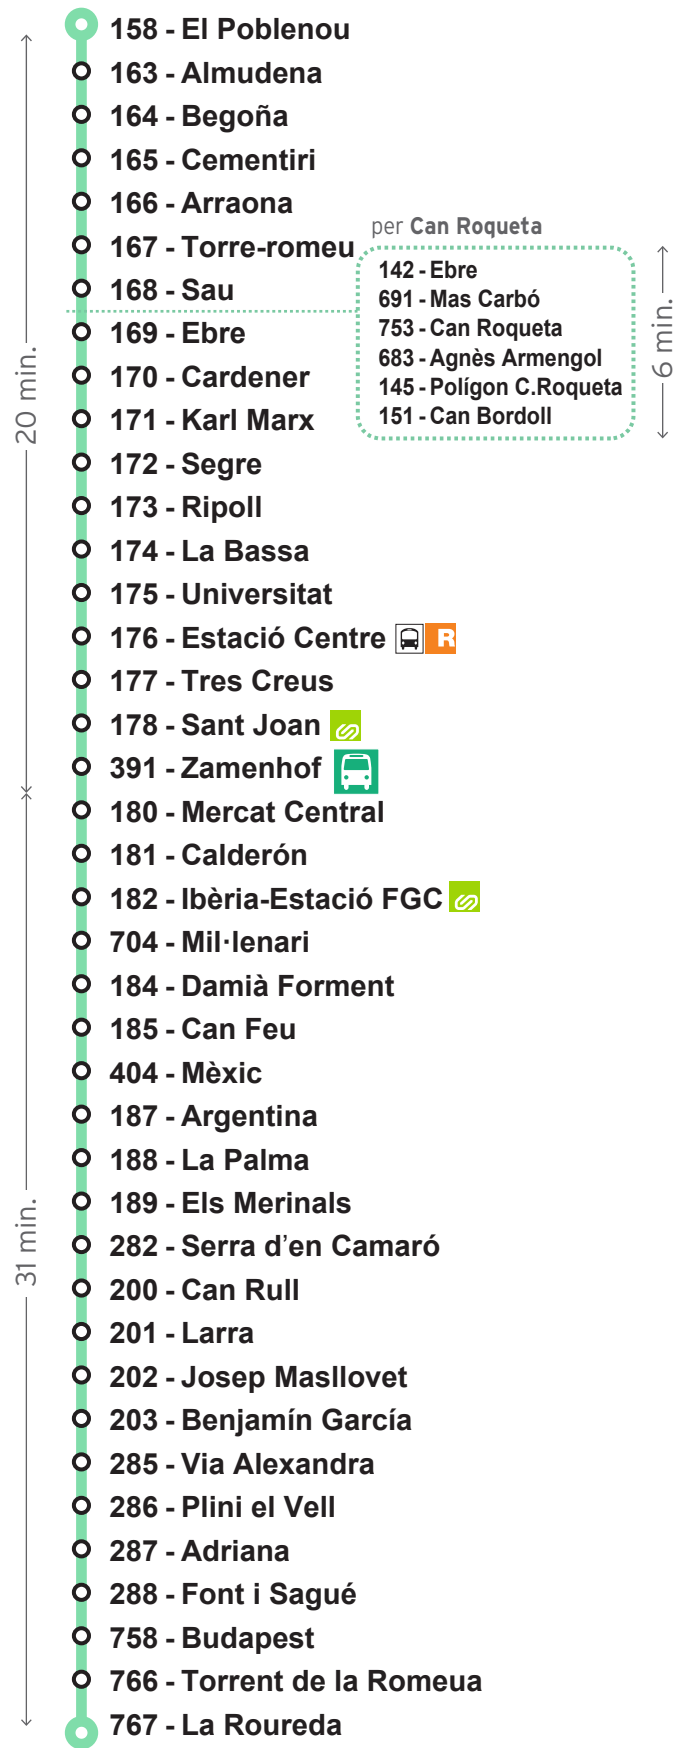 158 - El Poblenou
163 - Almudena
164 - Begoña
165 - Cementiri
166 - Arraona
167 - Torre-romeu
168 - Sau
per Can Roqueta
142 - Ebre
691 - Mas Carbó
753 - Can Roqueta
683 - Agnès Armengol
145 - Polígon C.Roqueta
151 - Can Bordoll
6 min.
169 - Ebre
170 - Cardener
171 - Karl Marx
20 min.
172 - Segre
173 - Ripoll
174 - La Bassa
175 - Universitat
176 - Estació Centre R
177 - Tres Creus
178 - Sant Joan
391 - Zamenhof
180 - Mercat Central
181 - Calderón
182 - Ibèria-Estació FGC
704 - Mil·lenari
184 - Damià Forment
185 - Can Feu
404 - Mèxic
187 - Argentina
188 - La Palma
189 - Els Merinals
31 min.
282 - Serra d'en Camaró
200 - Can Rull
201 - Larra
202 - Josep Masllovet
203 - Benjamín García
285 - Via Alexandra
286 - Plini el Vell
287 - Adriana
288 - Font i Sagué
758 - Budapest
766 - Torrent de la Romeua
767 - La Roureda